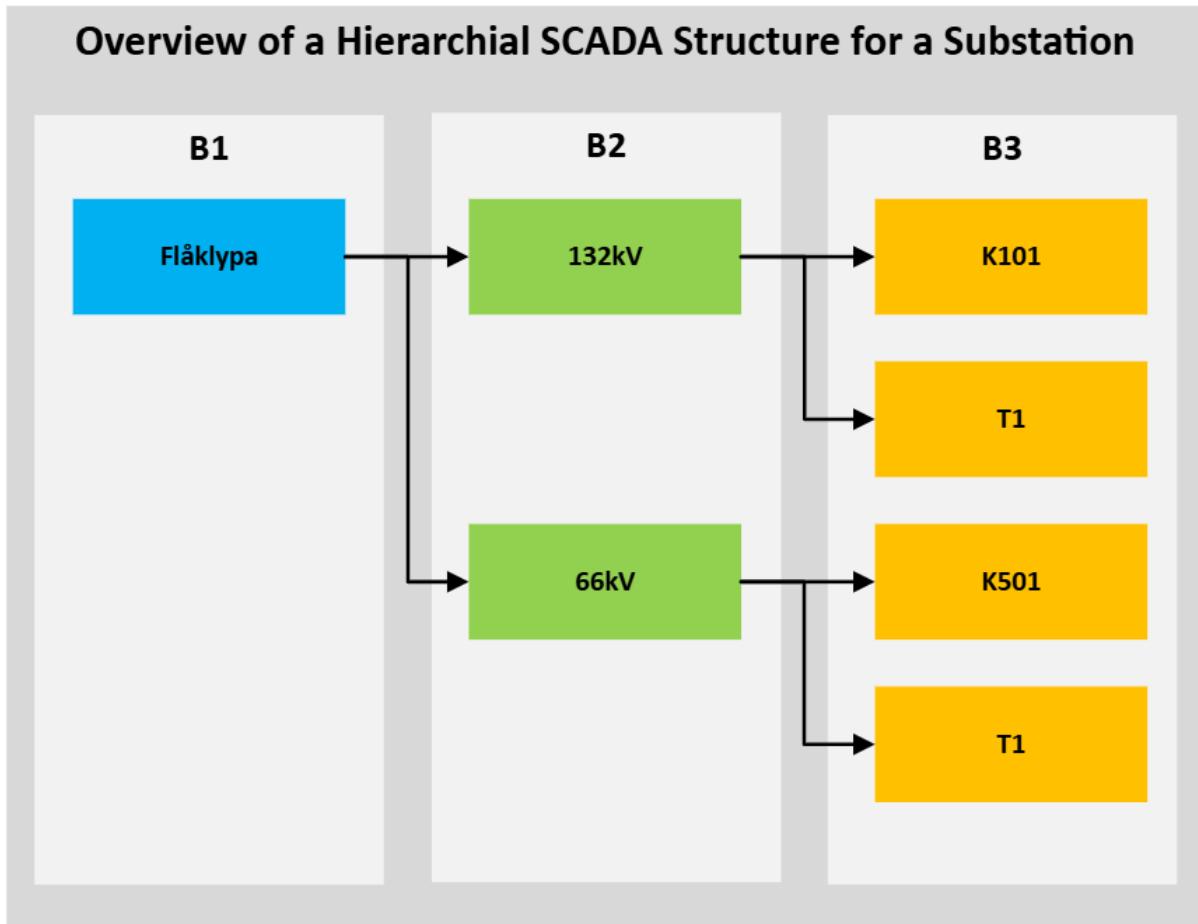 Overview of a Hierarchial SCADA Structure for a Substation
B1
B2
B3
Flåklypa
132kV
K101
T1
66kV
K501
T1